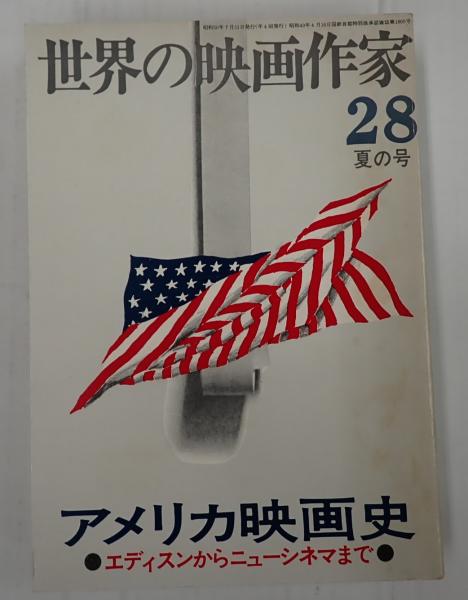 世界の映画作家
28
夏の号
アメリカ映画史
●エディスンからニューシネマまで●